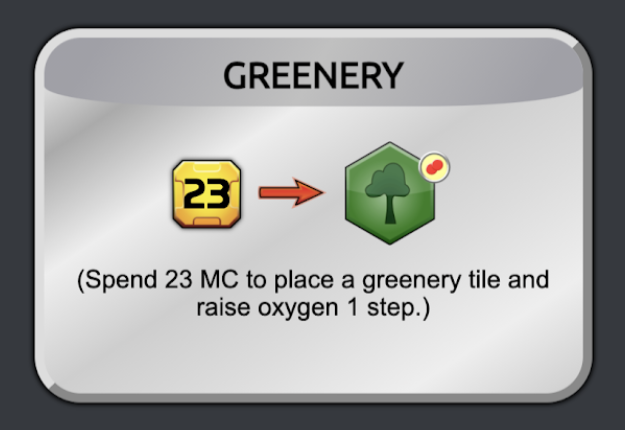 GREENERY
23
(Spend 23 MC to place a greenery tile and
raise oxygen 1 step.)